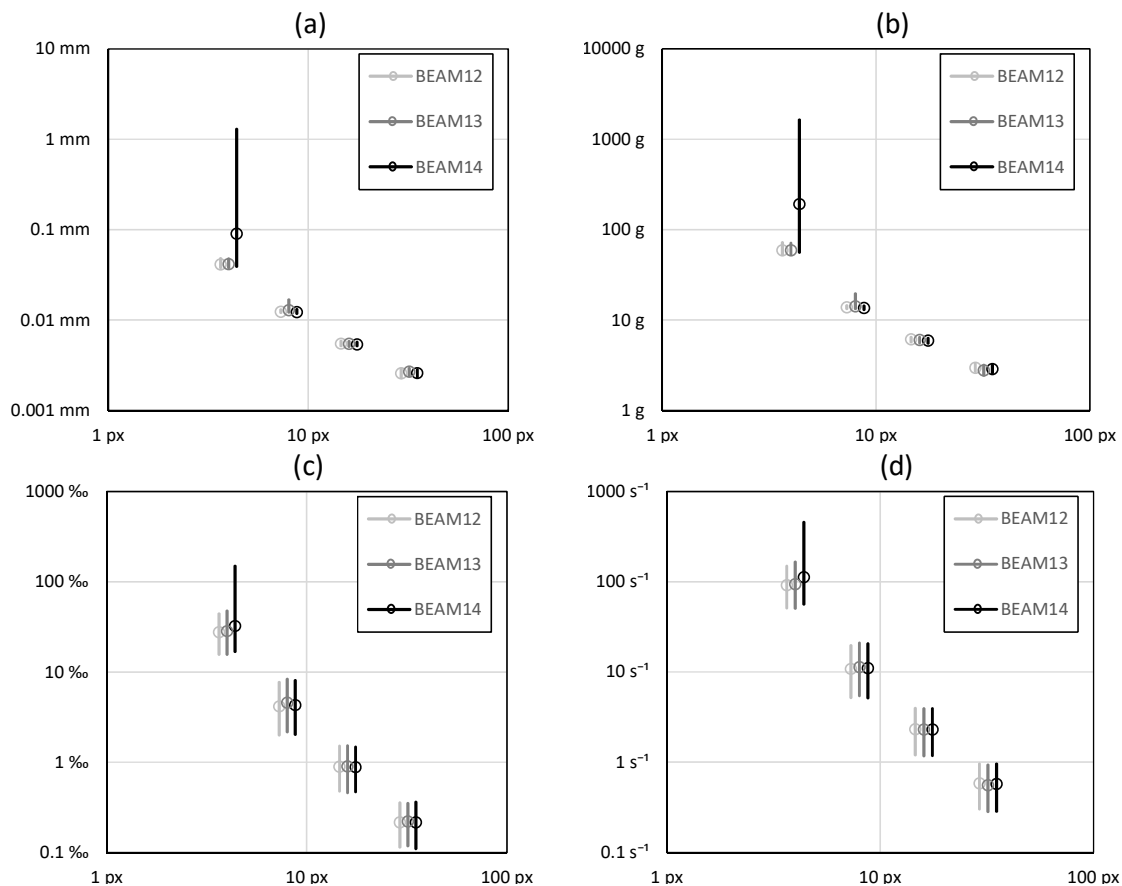 (a)
10 mm
1 mm
0.1 mm
0.01 mm
0.001 mm
1 px
10 px
100 px
BEAM12
BEAM13
BEAM14
(b)
10000 g
1000 g
100 g
10 g
1 g
1 px
10 px
100 px
BEAM12
BEAM13
BEAM14
(c)
1000 ‰
100 ‰
10 ‰
1 ‰
0.1 ‰
1 px
10 px
100 px
BEAM12
BEAM13
BEAM14
(d)
1000 s⁻¹
100 s⁻¹
10 s⁻¹
1 s⁻¹
0.1 s⁻¹
1 px
10 px
100 px
BEAM12
BEAM13
BEAM14